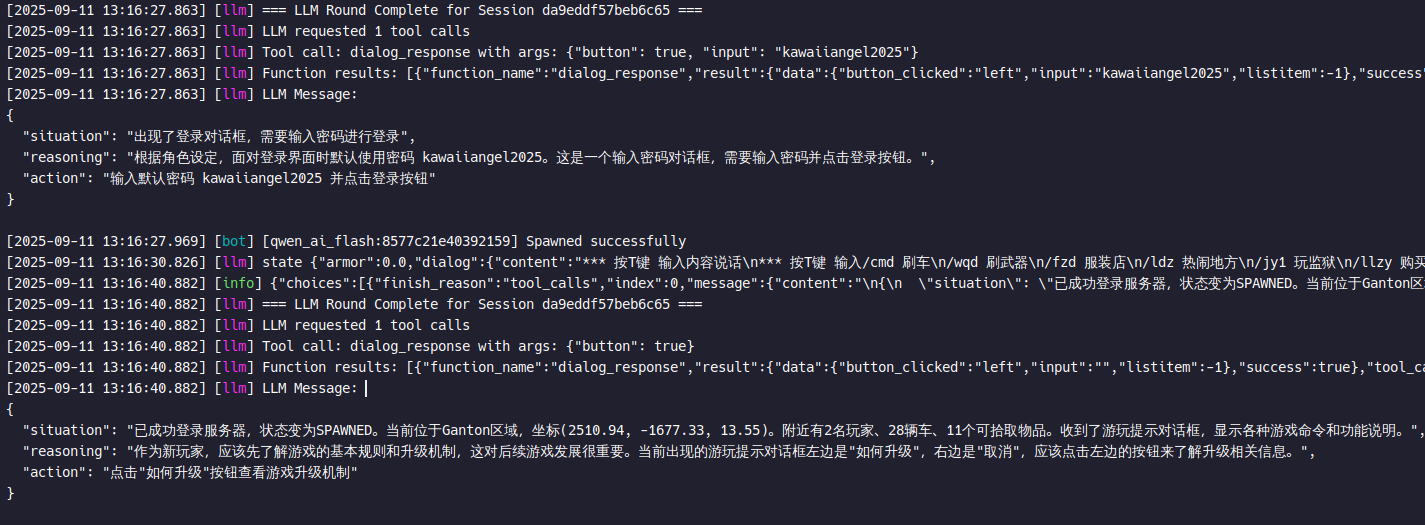 [2025-09-11 13:16:27.863] [llm] === LLM Round Complete for Session da9eddf57beb6c65 ===
[2025-09-11 13:16:27.863] [llm] LLM requested 1 tool calls
[2025-09-11 13:16:27.863] [llm] Tool call: dialog_response with args: {"button": true, "input": "kawaiiangel2025"}
[2025-09-11 13:16:27.863] [llm] Function results: [{"function_name":"dialog_response","result":{"data":{"button_clicked":"left","input":"kawaiiangel2025","listitem":-1},"success"
[2025-09-11 13:16:27.863] [llm] LLM Message:
{
  "situation": "出现了登录对话框，需要输入密码进行登录",
  "reasoning": "根据角色设定，面对登录界面时默认使用密码 kawaiiangel2025。这是一个输入密码对话框，需要输入密码并点击登录按钮。",
  "action": "输入默认密码 kawaiiangel2025 并点击登录按钮"
}
[2025-09-11 13:16:27.969] [bot] [qwen_ai_flash:8577c21e40392159] Spawned successfully
[2025-09-11 13:16:30.826] [llm] state {"armor":0.0,"dialog":{"content":"*** 按T键 输入内容说话\n*** 按T键 输入/cmd 刷车\n/wqd 刷武器\n/fzd 服装店\n/ldz 热闹地方\n/jy1 玩监狱\n/llzy 购买
[2025-09-11 13:16:40.882] [info] {"choices":[{"finish_reason":"tool_calls","index":0,"message":{"content":"\n{\n  \"situation\": \"已成功登录服务器，状态变为SPAWNED。当前位于Ganton区
[2025-09-11 13:16:40.882] [llm] === LLM Round Complete for Session da9eddf57beb6c65 ===
[2025-09-11 13:16:40.882] [llm] LLM requested 1 tool calls
[2025-09-11 13:16:40.882] [llm] Tool call: dialog_response with args: {"button": true}
[2025-09-11 13:16:40.882] [llm] Function results: [{"function_name":"dialog_response","result":{"data":{"button_clicked":"left","input":"","listitem":-1},"success":true},"tool_ca
[2025-09-11 13:16:40.882] [llm] LLM Message:
{
  "situation": "已成功登录服务器，状态变为SPAWNED。当前位于Ganton区域，坐标(2510.94, -1677.33, 13.55)。附近有2名玩家、28辆车、11个可拾取物品。收到了游玩提示对话框，显示各种游戏命令和功能说明。",
  "reasoning": "作为新玩家，应该先了解游戏的基本规则和升级机制，这对后续游戏发展很重要。当前出现的游玩提示对话框左边是"如何升级"，右边是"取消"，应该点击左边的按钮来了解升级相关信息。",
  "action": "点击"如何升级"按钮查看游戏升级机制"
}